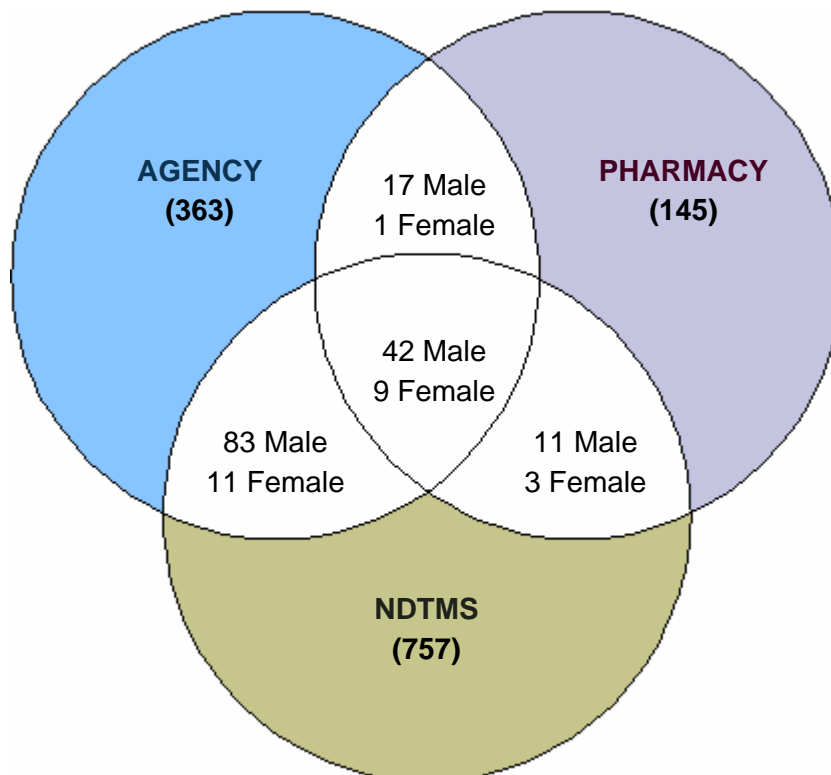 AGENCY
(363)
17 Male
1 Female
PHARMACY
(145)
42 Male
9 Female
83 Male
11 Female
11 Male
3 Female
NDTMS
(757)